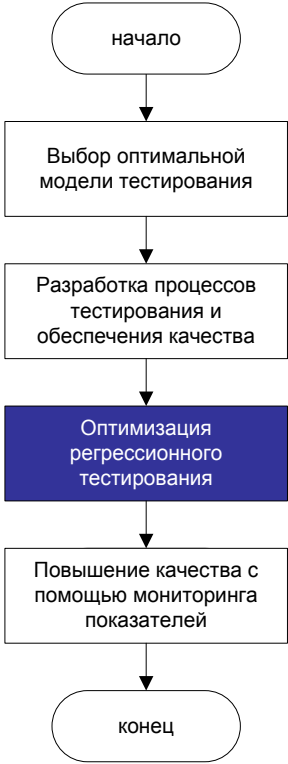 начало
Выбор оптимальной
модели тестирования
Разработка процессов
тестирования и
обеспечения качества
Оптимизация
регрессионного
тестирования
Повышение качества с
помощью мониторинга
показателей
конец